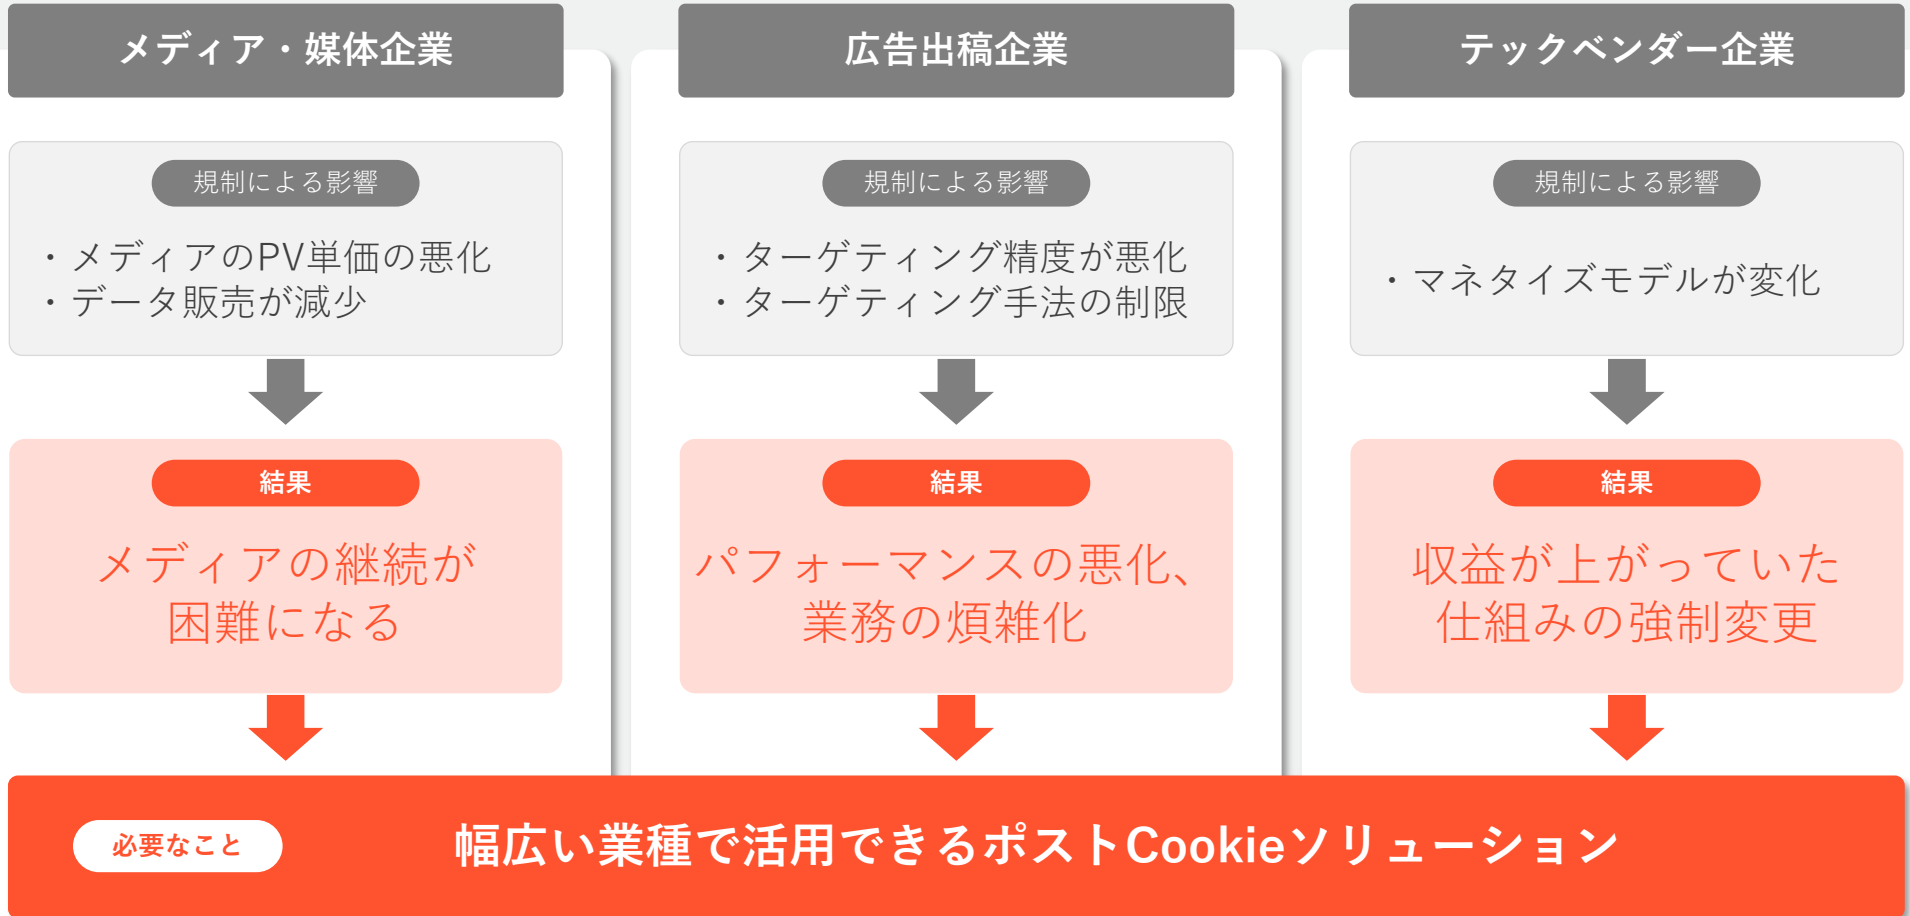 メディア・媒体企業
規制による影響
・メディアのPV単価の悪化
・データ販売が減少
結果
メディアの継続が
困難になる
広告出稿企業
規制による影響
・ターゲティング精度が悪化
・ターゲティング手法の制限
結果
パフォーマンスの悪化、
業務の煩雑化
テックベンダー企業
規制による影響
・マネタイズモデルが変化
結果
収益が上がっていた
仕組みの強制変更
必要なこと
幅広い業種で活用できるポストCookieソリューション